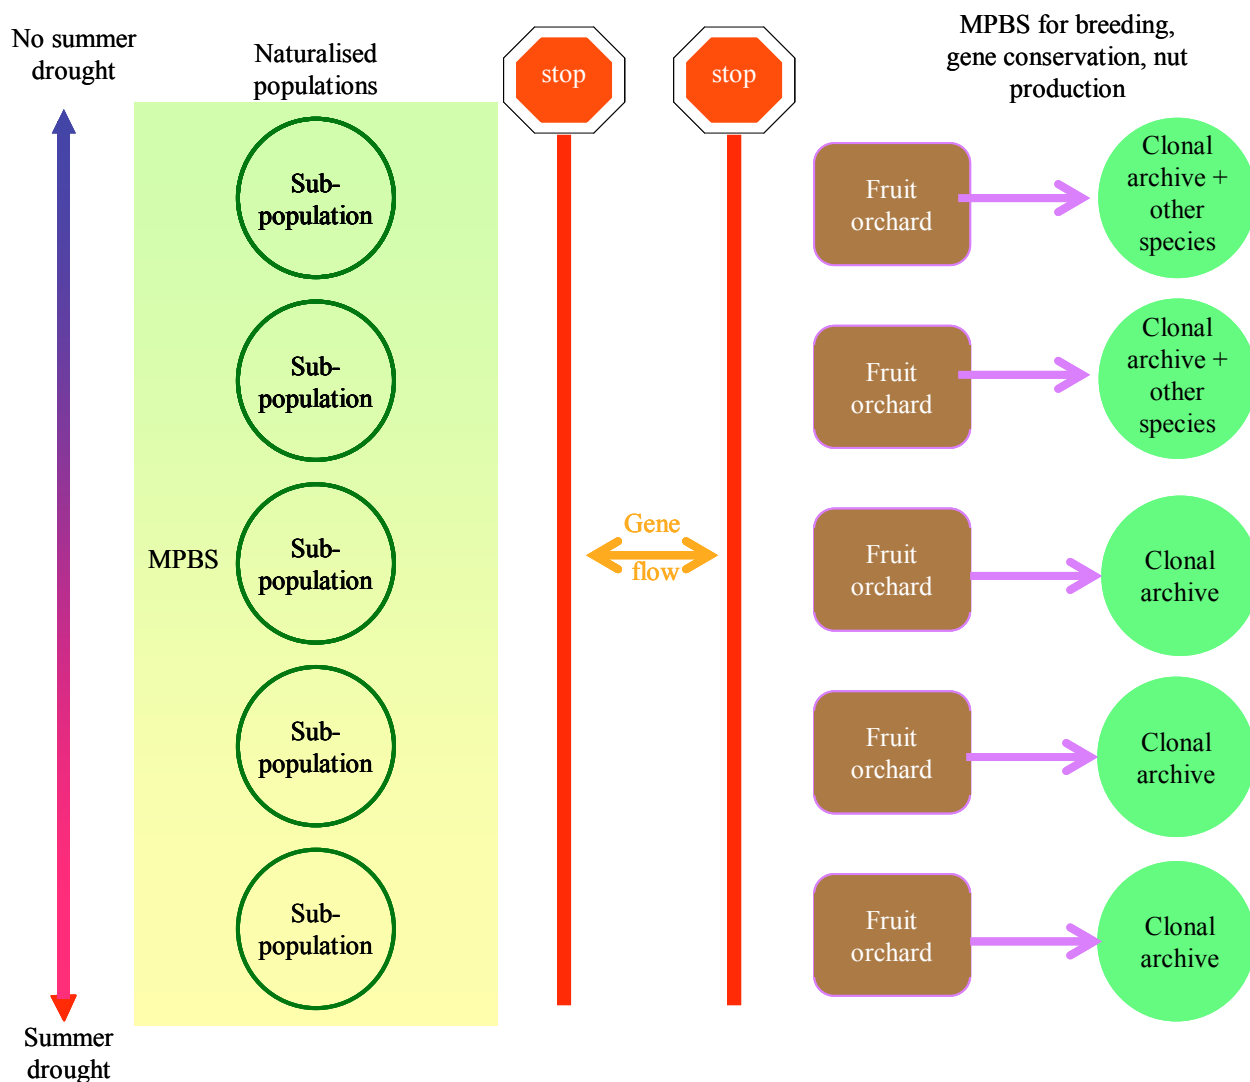 No summer
drought
Naturalised
populations
stop
stop
MPBS for breeding,
gene conservation, nut
production
Sub-
population
Fruit
orchard
Clonal
archive +
other
species
Sub-
population
Fruit
orchard
Clonal
archive +
other
species
MPBS
Sub-
population
Gene
flow
Fruit
orchard
Clonal
archive
Sub-
population
Fruit
orchard
Clonal
archive
Sub-
population
Fruit
orchard
Clonal
archive
Summer
drought